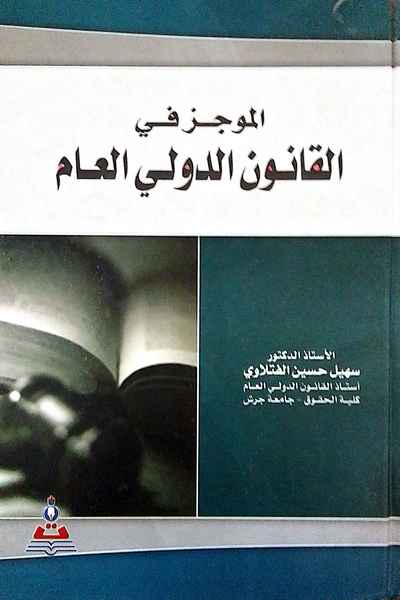 الموجز في
القانون الدولي العام
الأستاذ الدكتور
سهيل حسين الفتلاوي
أستاذ القانون الدولي العام
كلية الحقوق - جامعة جرش